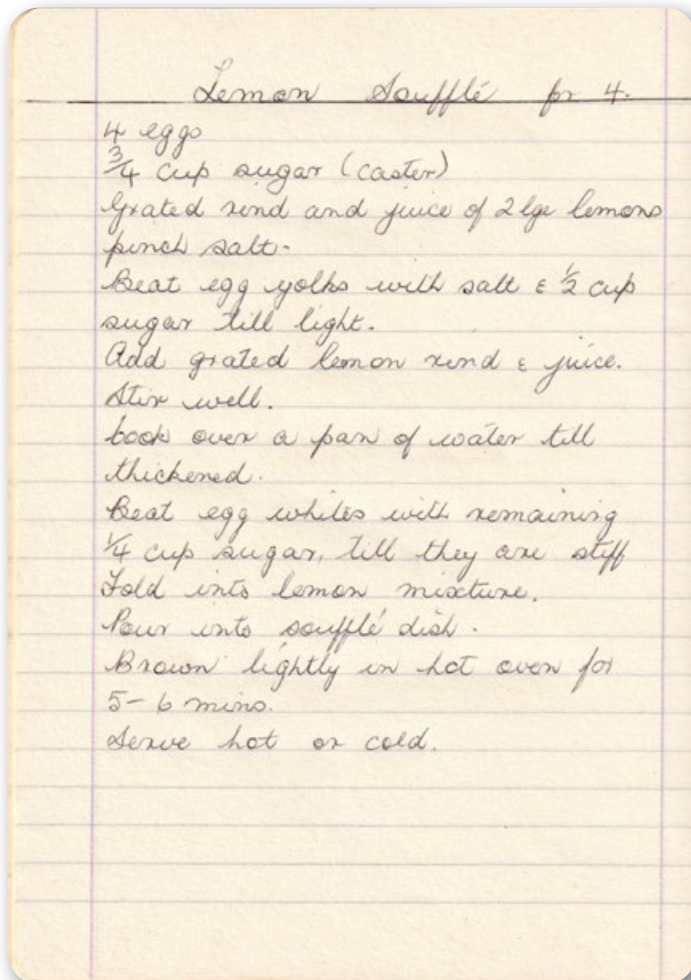 Lemon Soufflé for 4.
4 eggs
¾ cup sugar (caster)
Grated rind and juice of 2 lge lemons
pinch salt.
Beat egg yolks with salt & ½ cup
sugar till light.
Add grated lemon rind & juice.
Stir well.
Cook over a pan of water till
thickened.
Beat egg whites with remaining
¼ cup sugar, till they are stiff
Fold into lemon mixture.
Pour into soufflé dish.
Brown lightly in hot oven for
5-6 mins.
Serve hot or cold.